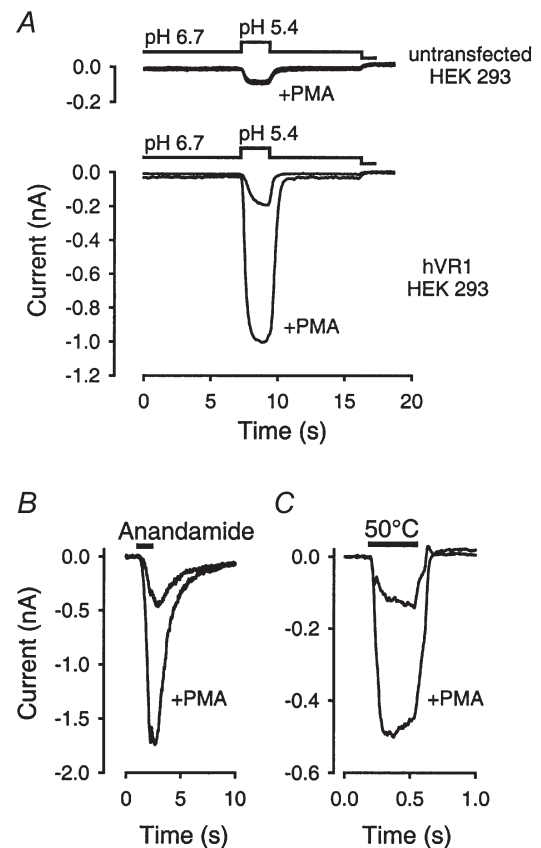 A
pH 6.7
pH 5.4
0.0
-0.2
+PMA
untransfected
HEK 293
pH 6.7
pH 5.4
0.0
-0.2
-0.4
-0.6
-0.8
-1.0
-1.2
Current (nA)
+PMA
hVR1
HEK 293
0
5
10
15
20
Time (s)
B
Anandamide
0.0
-0.5
-1.0
-1.5
-2.0
Current (nA)
+PMA
0
5
10
Time (s)
C
50°C
0.0
-0.2
-0.4
-0.6
+PMA
0.0
0.5
1.0
Time (s)